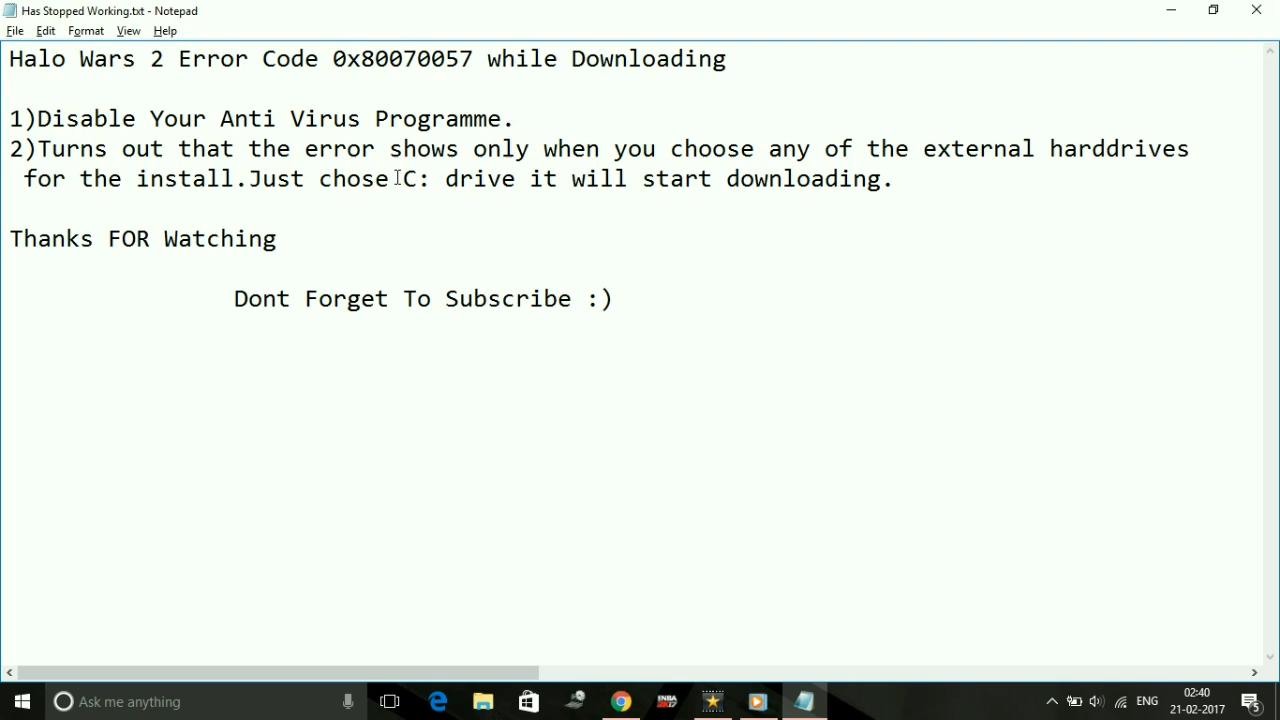 Has Stopped Working.txt - Notepad
File Edit Format View Help
Halo Wars 2 Error Code 0x80070057 while Downloading
1)Disable Your Anti Virus Programme.
2)Turns out that the error shows only when you choose any of the external harddrives
for the install.Just chose C: drive it will start downloading.
Thanks FOR Watching
Dont Forget To Subscribe :)
Ask me anything
NBA
2K17
ENG
02:40
21-02-2017
5